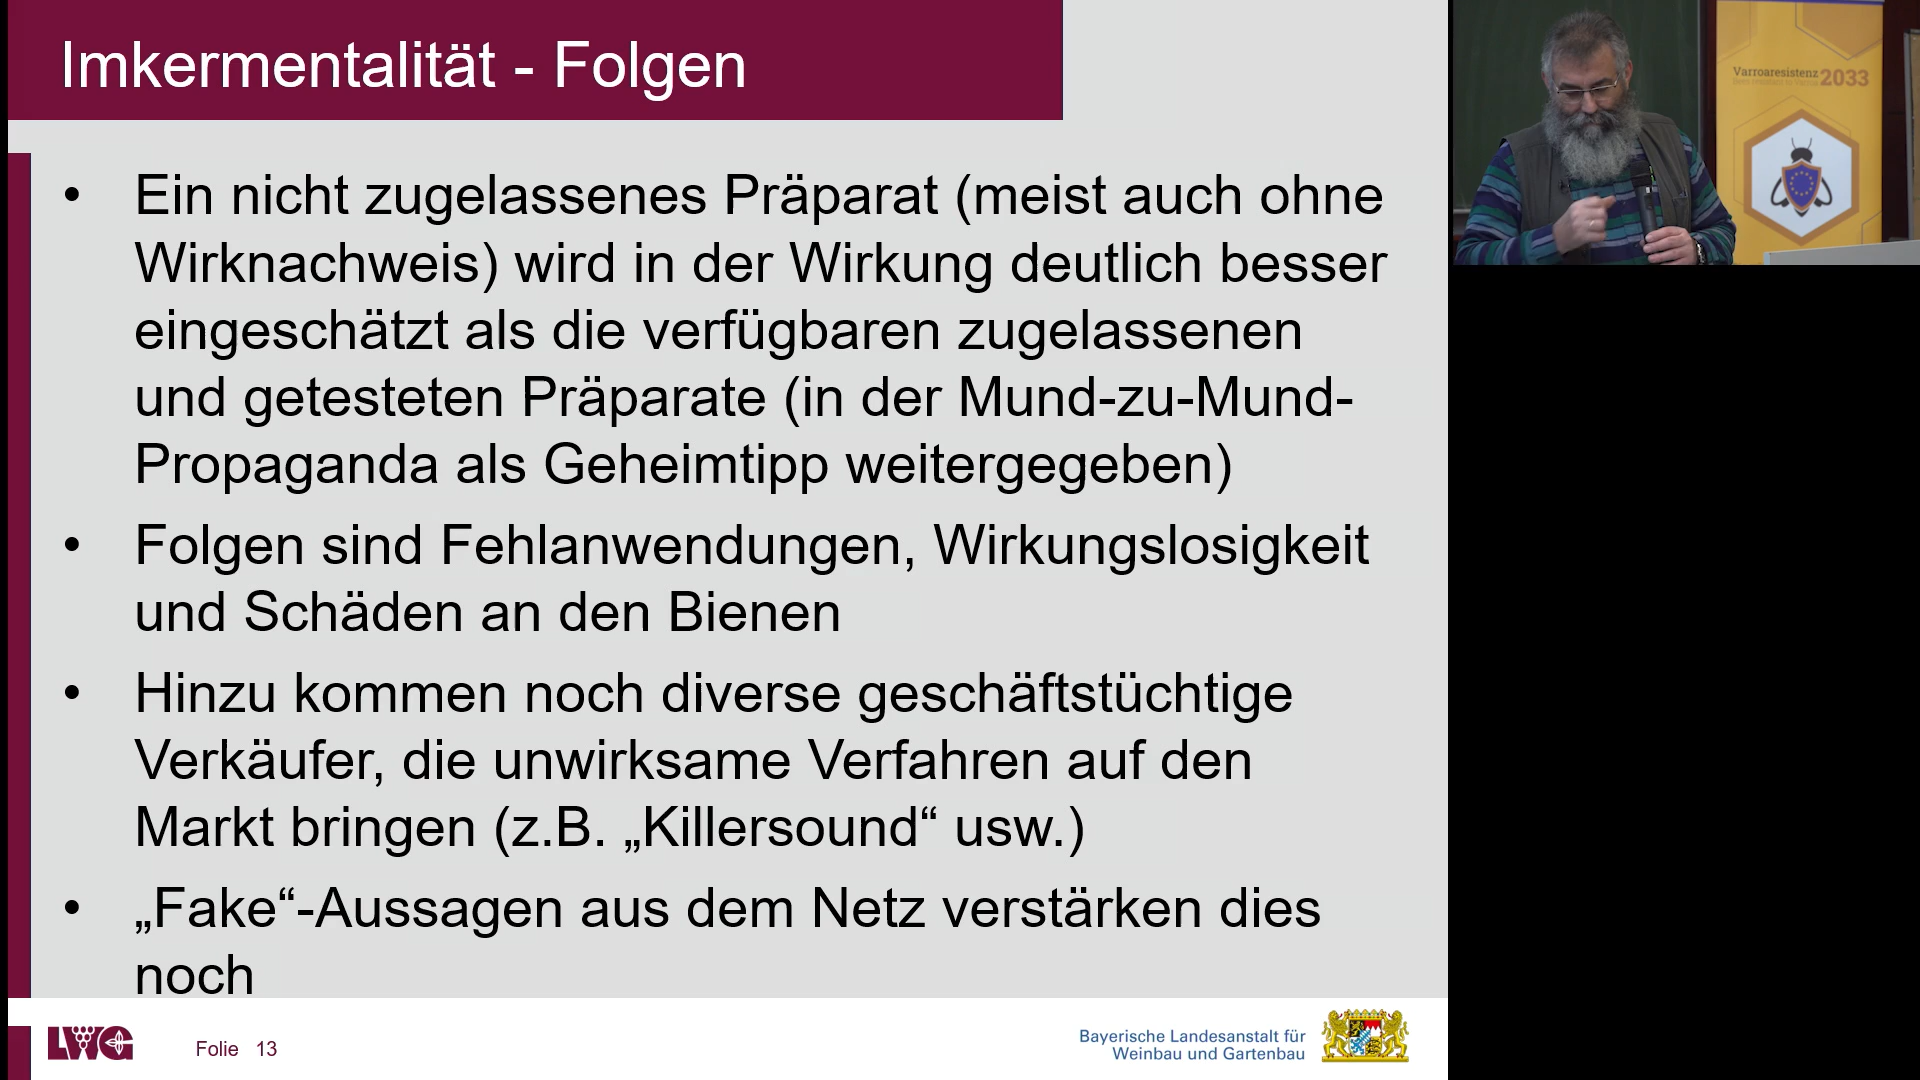 Imkermentalität - Folgen
• Ein nicht zugelassenes Präparat (meist auch ohne
Wirknachweis) wird in der Wirkung deutlich besser
eingeschätzt als die verfügbaren zugelassenen
und getesteten Präparate (in der Mund-zu-Mund-
Propaganda als Geheimtipp weitergegeben)
• Folgen sind Fehlanwendungen, Wirkungslosigkeit
und Schäden an den Bienen
• Hinzu kommen noch diverse geschäftstüchtige
Verkäufer, die unwirksame Verfahren auf den
Markt bringen (z.B. „Killersound“ usw.)
• „Fake“-Aussagen aus dem Netz verstärken dies
noch
LWG
Folie 13
Bayerische Landesanstalt für
Weinbau und Gartenbau
Varroaresistenz 2033